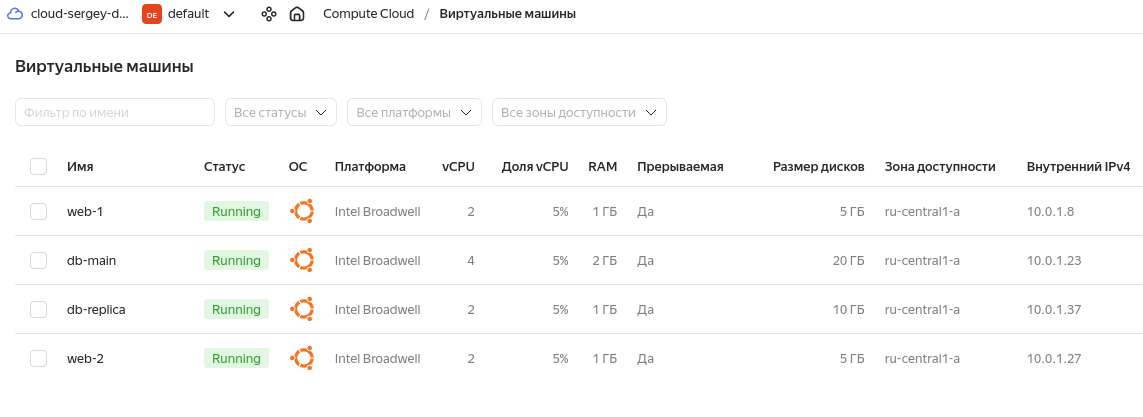 cloud-sergey-d... DE default Compute Cloud / Виртуальные машины
Виртуальные машины
Фильтр по имени Все статусы Все платформы Все зоны доступности
Имя Статус ОС Платформа vCPU Доля vCPU RAM Прерываемая Размер дисков Зона доступности Внутренний IPv4
web-1 Running Intel Broadwell 2 5% 1 ГБ Да 5 ГБ ru-central1-a 10.0.1.8
db-main Running Intel Broadwell 4 5% 2 ГБ Да 20 ГБ ru-central1-a 10.0.1.23
db-replica Running Intel Broadwell 2 5% 1 ГБ Да 10 ГБ ru-central1-a 10.0.1.37
web-2 Running Intel Broadwell 2 5% 1 ГБ Да 5 ГБ ru-central1-a 10.0.1.27